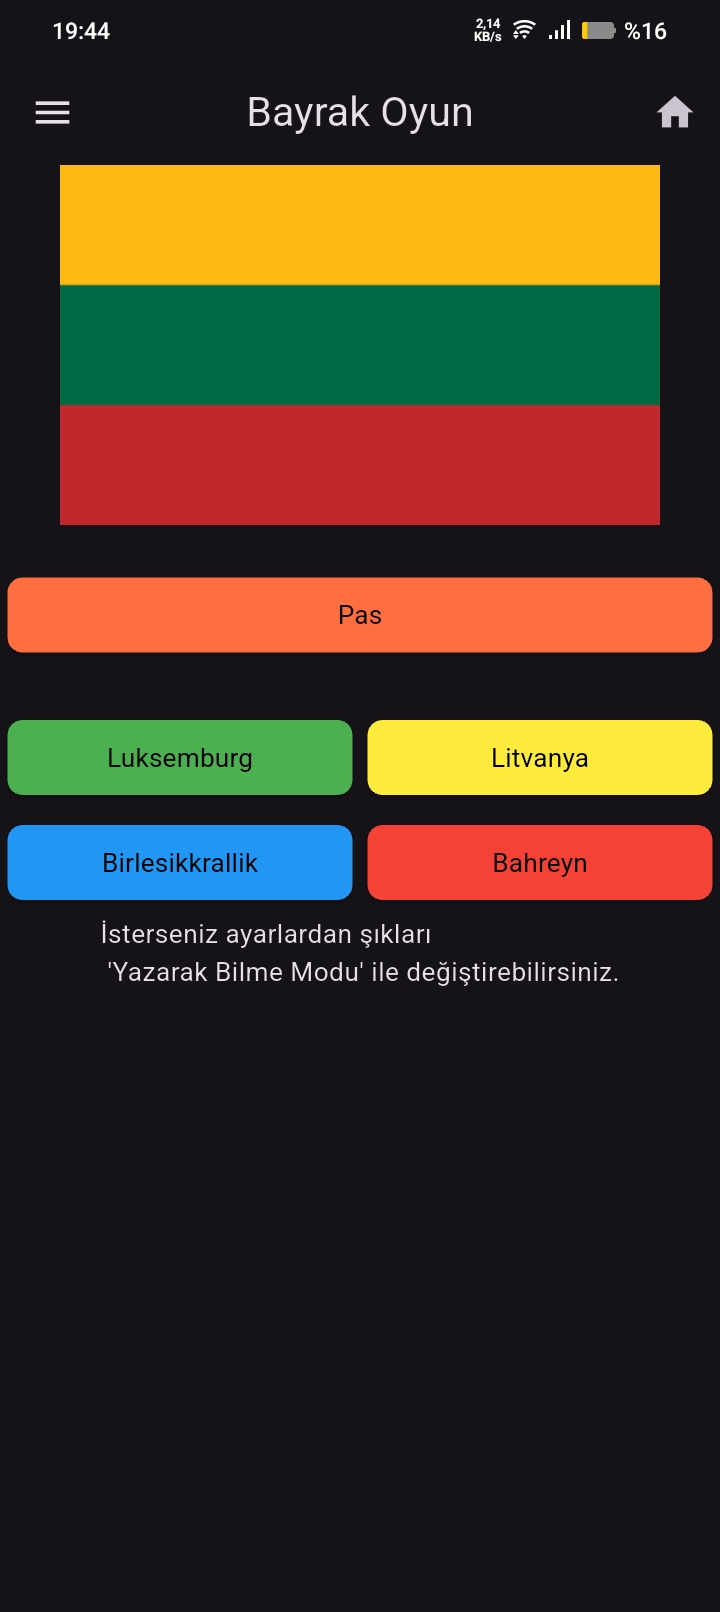 19:44
2,14
KB/s
%16
Bayrak Oyun
Pas
Luksemburg
Litvanya
Birlesikkrallik
Bahreyn
İsterseniz ayarlardan şıkları
'Yazarak Bilme Modu' ile değiştirebilirsiniz.